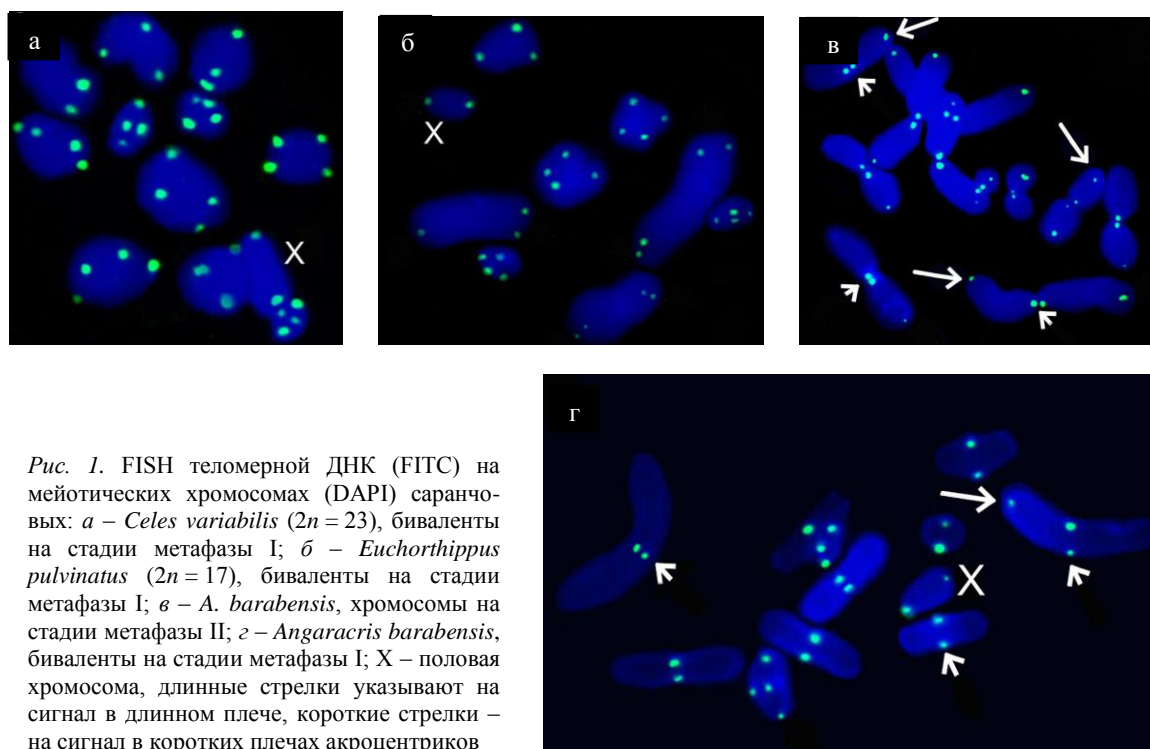 а
б
в
X
X
г
X
Рис. 1. FISH теломерной ДНК (FITC) на
мейотических хромосомах (DAPI) саранчо-
вых: а – Celes variabilis (2n = 23), биваленты
на стадии метафазы I; б – Euchorthippus
pulvinatus (2n = 17), биваленты на стадии
метафазы I; в – A. barabensis, хромосомы на
стадии метафазы II; г – Angaracris barabensis,
биваленты на стадии метафазы I; X – половая
хромосома, длинные стрелки указывают на
сигнал в длинном плече, короткие стрелки –
на сигнал в коротких плечах акроцентриков